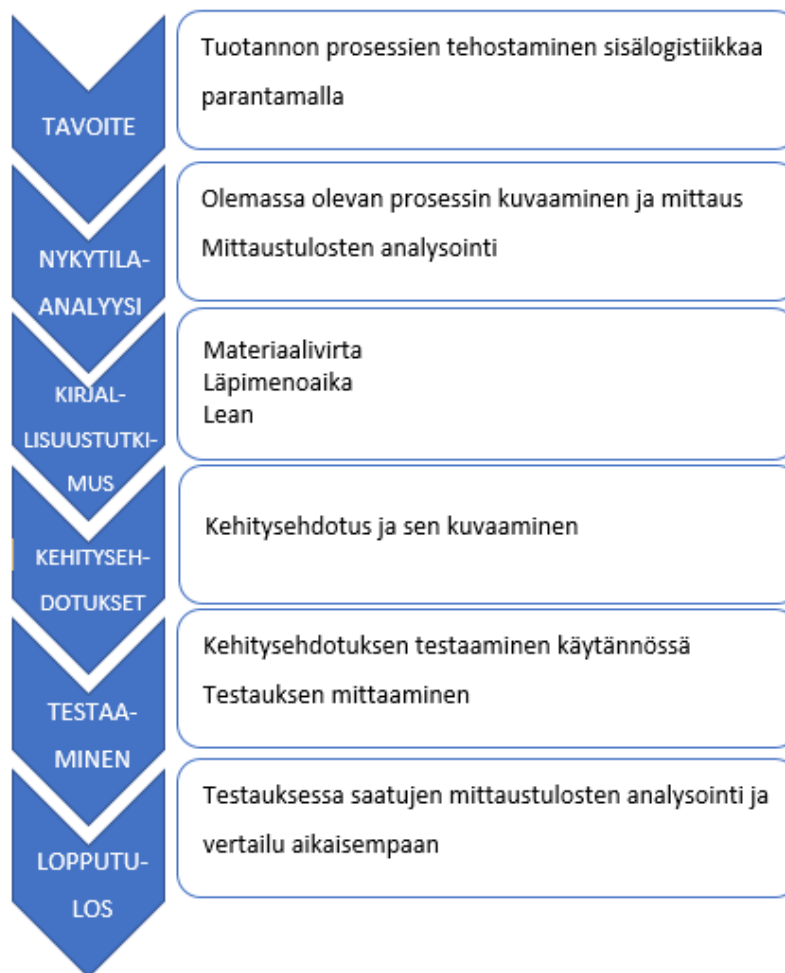 TAVOITE
Tuotannon prosessien tehostaminen sisälogistiikkaa
parantamalla
NYKYTILA-
ANALYYSI
Olemassa olevan prosessin kuvaaminen ja mittaus
Mittaustulosten analysointi
KIRJAL-
LISUUSTUTKI-
MUS
Materiaalivirta
Läpimenoaika
Lean
KEHITYSEH-
DOTUKSET
Kehitysehdotus ja sen kuvaaminen
TESTAA-
MINEN
Kehitysehdotuksen testaaminen käytännössä
Testauksen mittaaminen
LOPPUTU-
LOS
Testauksessa saatujen mittaustulosten analysointi ja
vertailu aikaisempaan